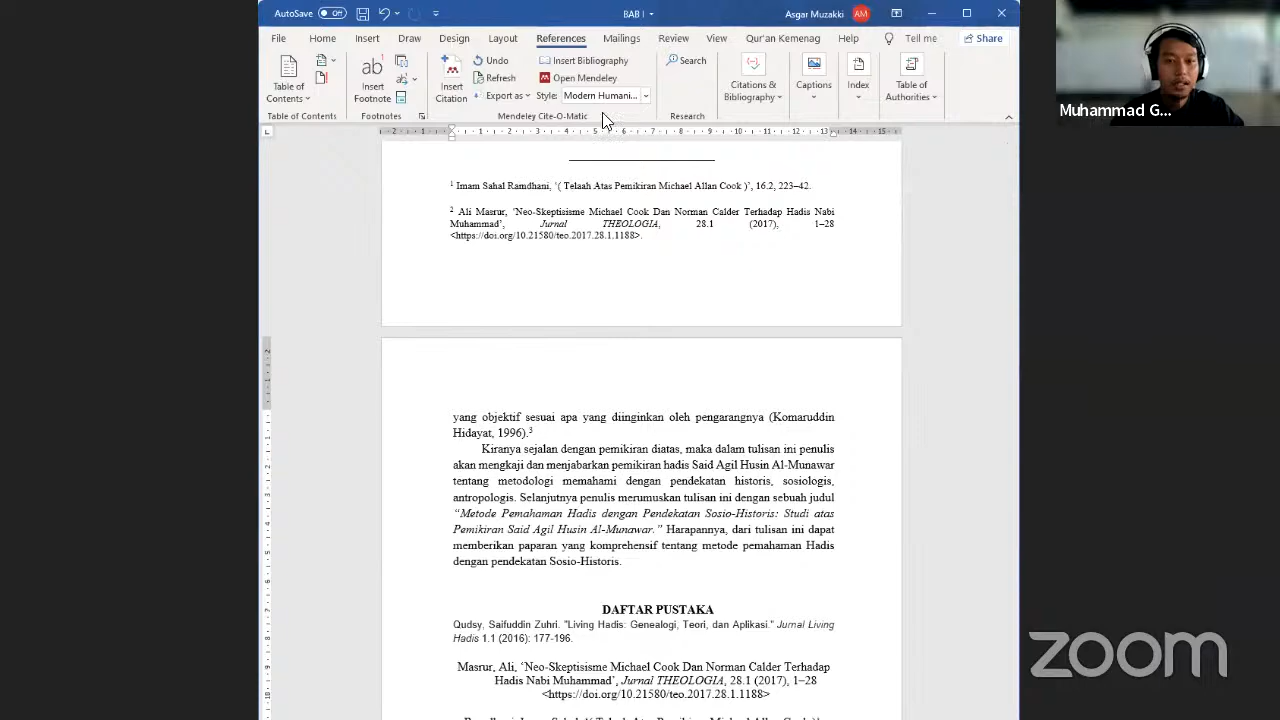 AutoSave Off
BAB I
Asgar Muzakki AM
File Home Insert Draw Design Layout References Mailings Review View Qur'an Kemenag About Tell me Share
Table of Contents
Table of Contents
ab
Insert Footnote
Footnotes
Insert Citation
Undo
Refresh
Export as
Insert Bibliography
Open Mendeley
Style: Modern Humani...
Mendeley Cite-O-Matic
Search
Research
Citations & Bibliography
Captions
Index
Table of Authorities
Muhammad G...
1 Imam Sahal Ramdhani, ‘( Telaah Atas Pemikiran Michael Allan Cook )’, 16.2, 223–42.
2 Ali Masrur, ‘Neo-Skeptisisme Michael Cook Dan Norman Calder Terhadap Hadis Nabi
Muhammad’, Jurnal THEOLOGIA, 28.1 (2017), 1–28
<https://doi.org/10.21580/teo.2017.28.1.1188>.
yang objektif sesuai apa yang diinginkan oleh pengarangnya (Komaruddin
Hidayat, 1996).3
Kiranya sejalan dengan pemikiran diatas, maka dalam tulisan ini penulis
akan mengkaji dan menjabarkan pemikiran hadis Said Agil Husin Al-Munawar
tentang metodologi memahami dengan pendekatan historis, sosiologis,
antropologis. Selanjutnya penulis merumuskan tulisan ini dengan sebuah judul
“Metode Pemahaman Hadis dengan Pendekatan Sosio-Historis: Studi atas
Pemikiran Said Agil Husin Al-Munawar.” Harapannya, dari tulisan ini dapat
memberikan paparan yang komprehensif tentang metode pemahaman Hadis
dengan pendekatan Sosio-Historis.
DAFTAR PUSTAKA
Qudsy, Saifuddin Zuhri. "Living Hadis: Genealogi, Teori, dan Aplikasi." Jurnal Living
Hadis 1.1 (2016): 177-196.
Masrur, Ali, ‘Neo-Skeptisisme Michael Cook Dan Norman Calder Terhadap
Hadis Nabi Muhammad’, Jurnal THEOLOGIA, 28.1 (2017), 1–28
<https://doi.org/10.21580/teo.2017.28.1.1188>
zoom